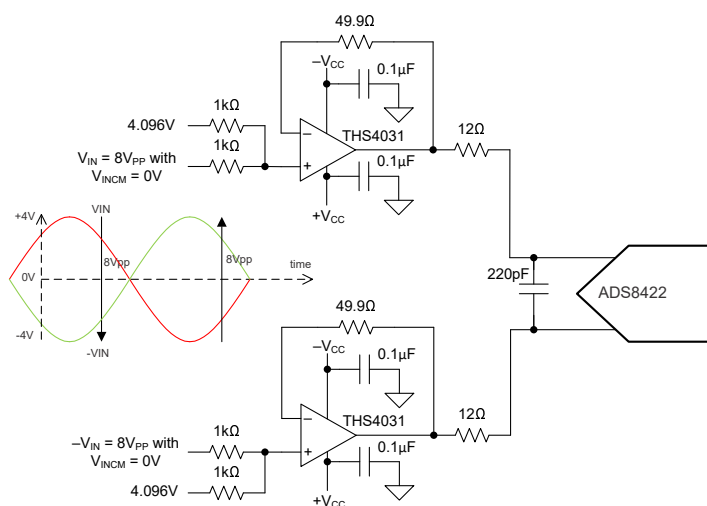 49.9Ω
–VCC
0.1µF
1kΩ
4.096V
THS4031
1kΩ
VIN = 8VPP with
VINCM = 0V
0.1µF
12Ω
+VCC
+4V
VIN
8Vpp
8Vpp
time
0V
-4V
-VIN
220pF
ADS8422
49.9Ω
–VCC
0.1µF
THS4031
12Ω
1kΩ
–VIN = 8VPP with
VINCM = 0V
0.1µF
1kΩ
4.096V
+VCC